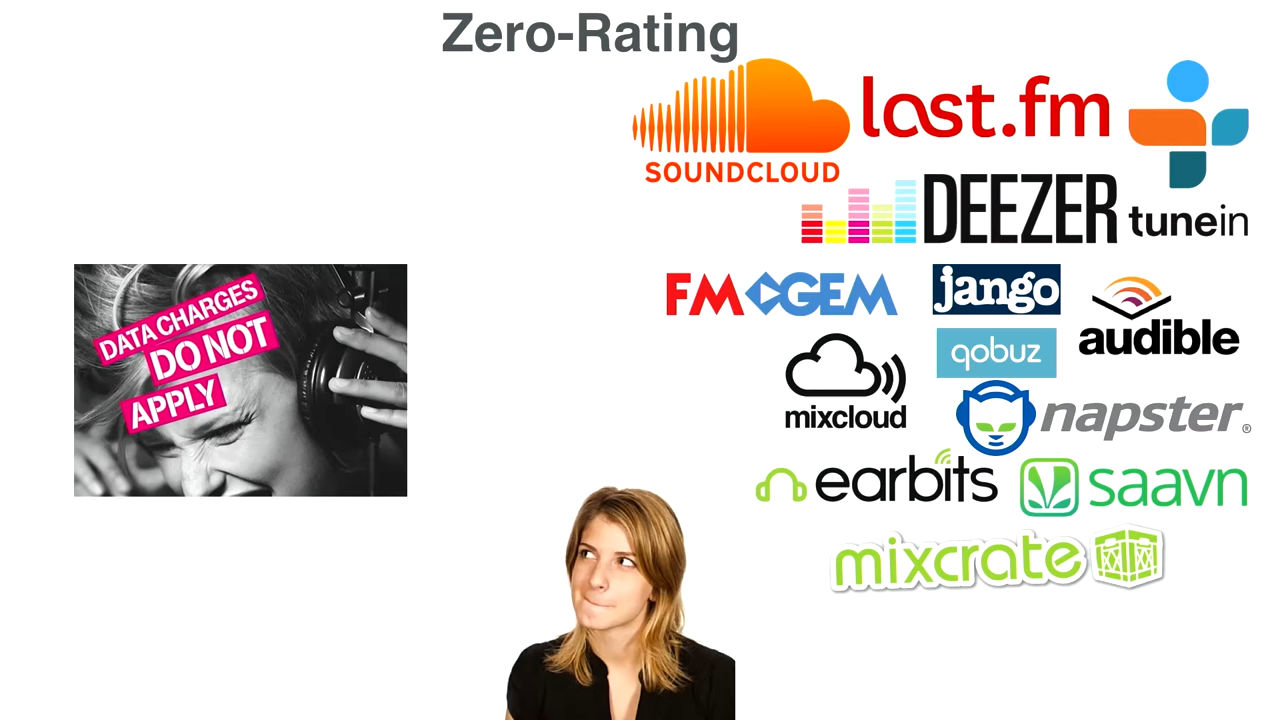 Zero-Rating
SOUNDCLOUD
last.fm
DEEZER
tunein
DATA CHARGES
DO NOT
APPLY
FM GEM
jango
audible
qobuz
mixcloud
napster®
earbits
saavn
mixcrate